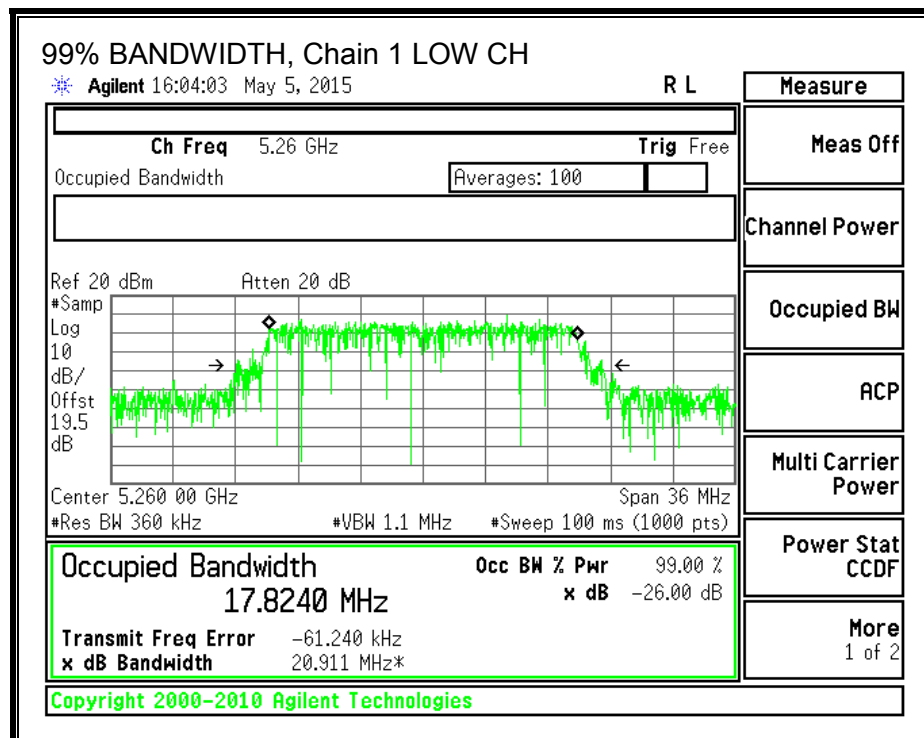 99% BANDWIDTH, Chain 1 LOW CH
Agilent 16:04:03 May 5, 2015 R L
Measure
Ch Freq 5.26 GHz Trig Free
Meas Off
Occupied Bandwidth Averages: 100
Channel Power
Ref 20 dBm Atten 20 dB
#Samp
Log
10
dB/
Offst
19.5
dB
Occupied BW
ACP
Multi Carrier
Power
Center 5.260 00 GHz Span 36 MHz
#Res BW 360 kHz #VBW 1.1 MHz #Sweep 100 ms (1000 pts)
Occupied Bandwidth
17.8240 MHz
Occ BW % Pwr 99.00 %
x dB -26.00 dB
Transmit Freq Error -61.240 kHz
x dB Bandwidth 20.911 MHz*
Power Stat
CCDF
More
1 of 2
Copyright 2000-2010 Agilent Technologies